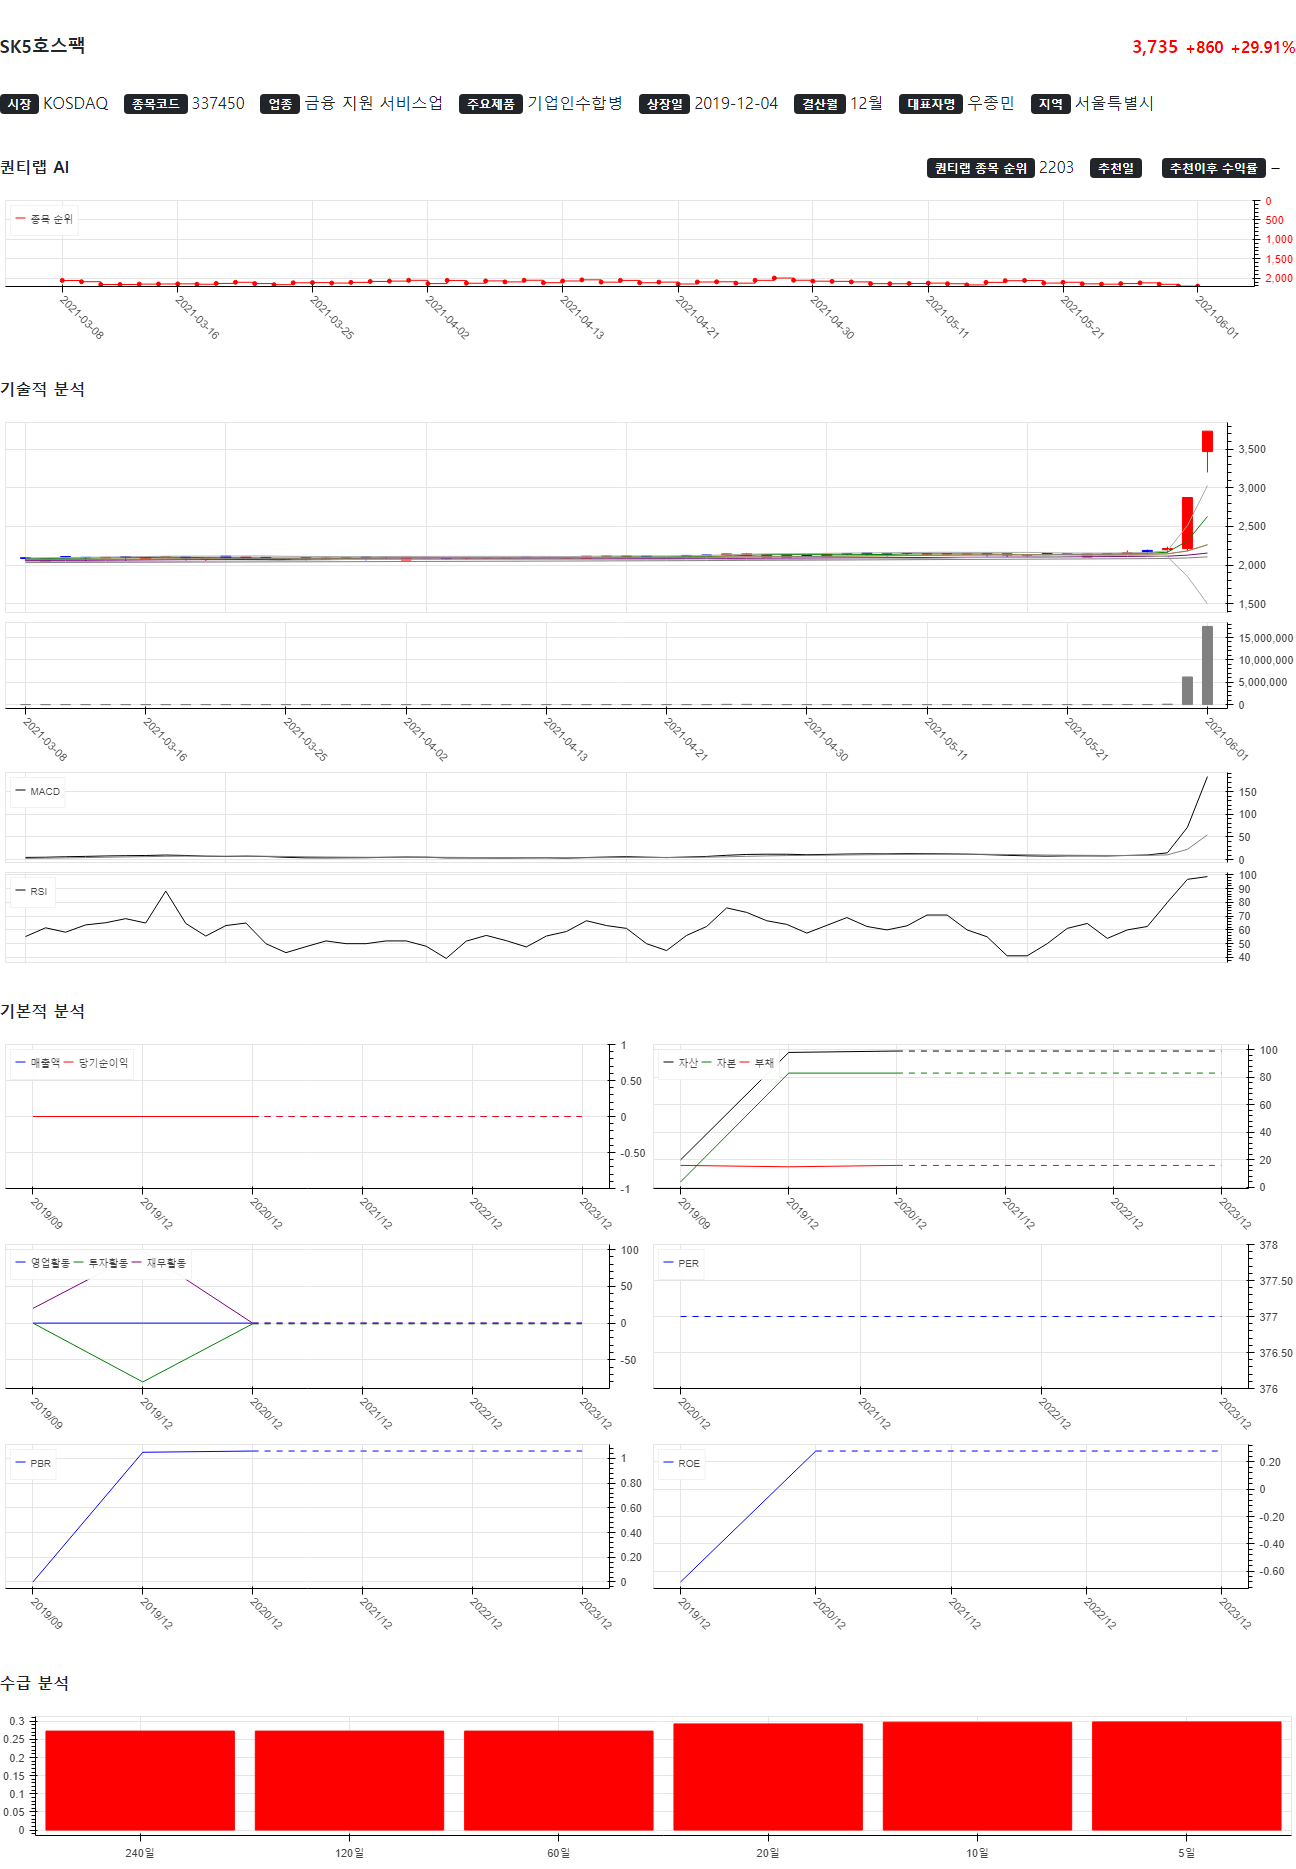 SK5호스팩 3,735 +860 +29.91%
시장 KOSDAQ 종목코드 337450 업종 금융 지원 서비스업 주요제품 기업인수합병 상장일 2019-12-04 결산월 12월 대표자명 우종민 지역 서울특별시
퀀티랩 AI 퀀티랩 종목 순위 2203 추천일 추천이후 수익률 –
종목 순위
0
500
1,000
1,500
2,000
2021-03-08 2021-03-16 2021-03-25 2021-04-02 2021-04-13 2021-04-21 2021-04-30 2021-05-11 2021-05-21 2021-06-01
기술적 분석
3,500
3,000
2,500
2,000
1,500
15,000,000
10,000,000
5,000,000
0
2021-03-08 2021-03-16 2021-03-25 2021-04-02 2021-04-13 2021-04-21 2021-04-30 2021-05-11 2021-05-21 2021-06-01
MACD
150
100
50
0
RSI
100
90
80
70
60
50
40
기본적 분석
매출액 당기순이익
1
0.50
0
-0.50
-1
2019/09 2019/12 2020/12 2021/12 2022/12 2023/12
자산 자본 부채
100
80
60
40
20
0
2019/09 2019/12 2020/12 2021/12 2022/12 2023/12
영업활동 투자활동 재무활동
100
50
0
-50
2019/09 2019/12 2020/12 2021/12 2022/12 2023/12
PER
378
377.50
377
376.50
376
2020/12 2021/12 2022/12 2023/12
PBR
1
0.80
0.60
0.40
0.20
0
2019/09 2019/12 2020/12 2021/12 2022/12 2023/12
ROE
0.20
0
-0.20
-0.40
-0.60
2019/12 2020/12 2021/12 2022/12 2023/12
수급 분석
0.3
0.25
0.2
0.15
0.1
0.05
0
240일 120일 60일 20일 10일 5일